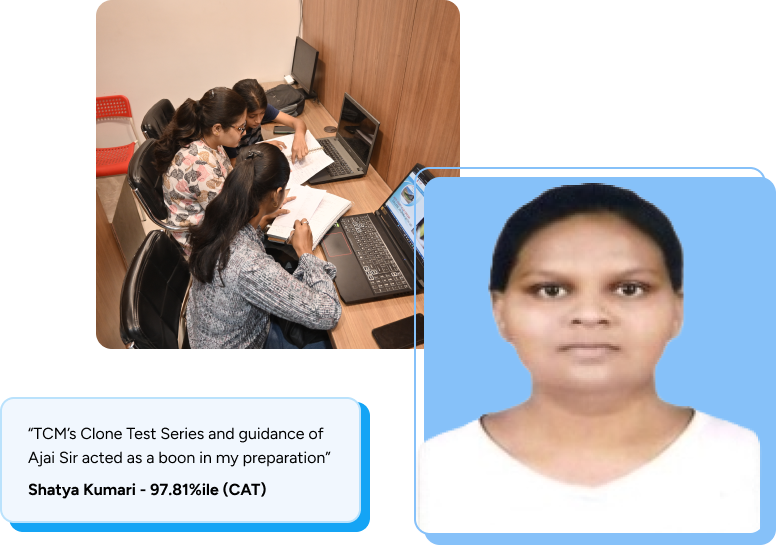 “TCM’s Clone Test Series and guidance of
Ajai Sir acted as a boon in my preparation”
Shatya Kumari - 97.81%ile (CAT)